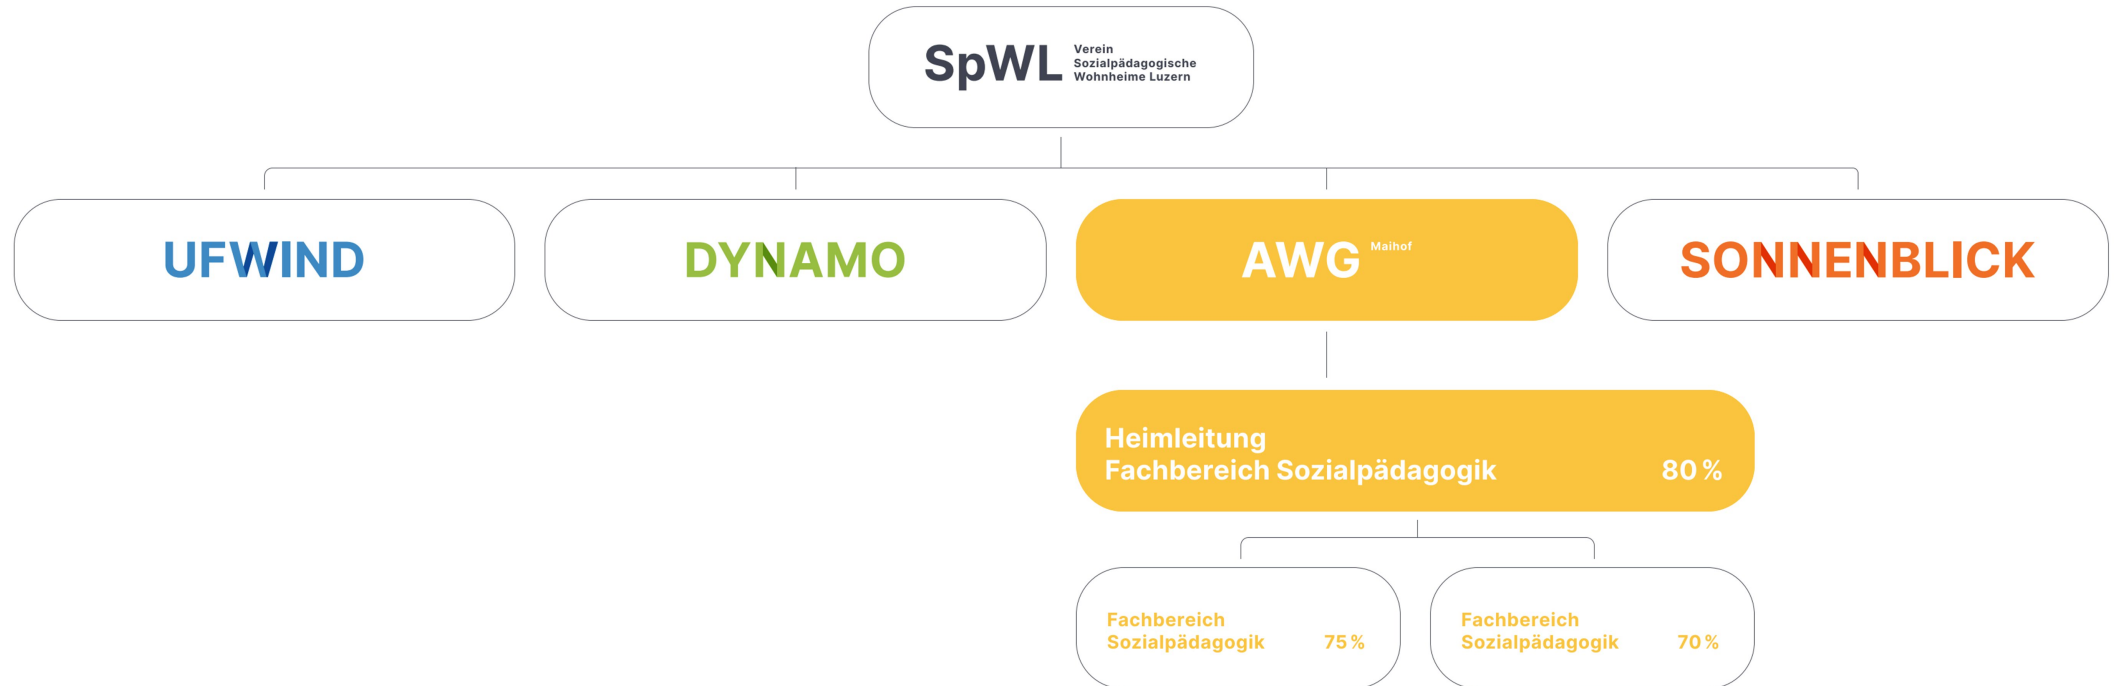 SpWL
Verein
Sozialpädagogische
Wohnheime Luzern
UFWIND
DYNAMO
AWG Maihof
SONNENBLICK
Heimleitung
Fachbereich Sozialpädagogik 80 %
Fachbereich
Sozialpädagogik 75 %
Fachbereich
Sozialpädagogik 70 %